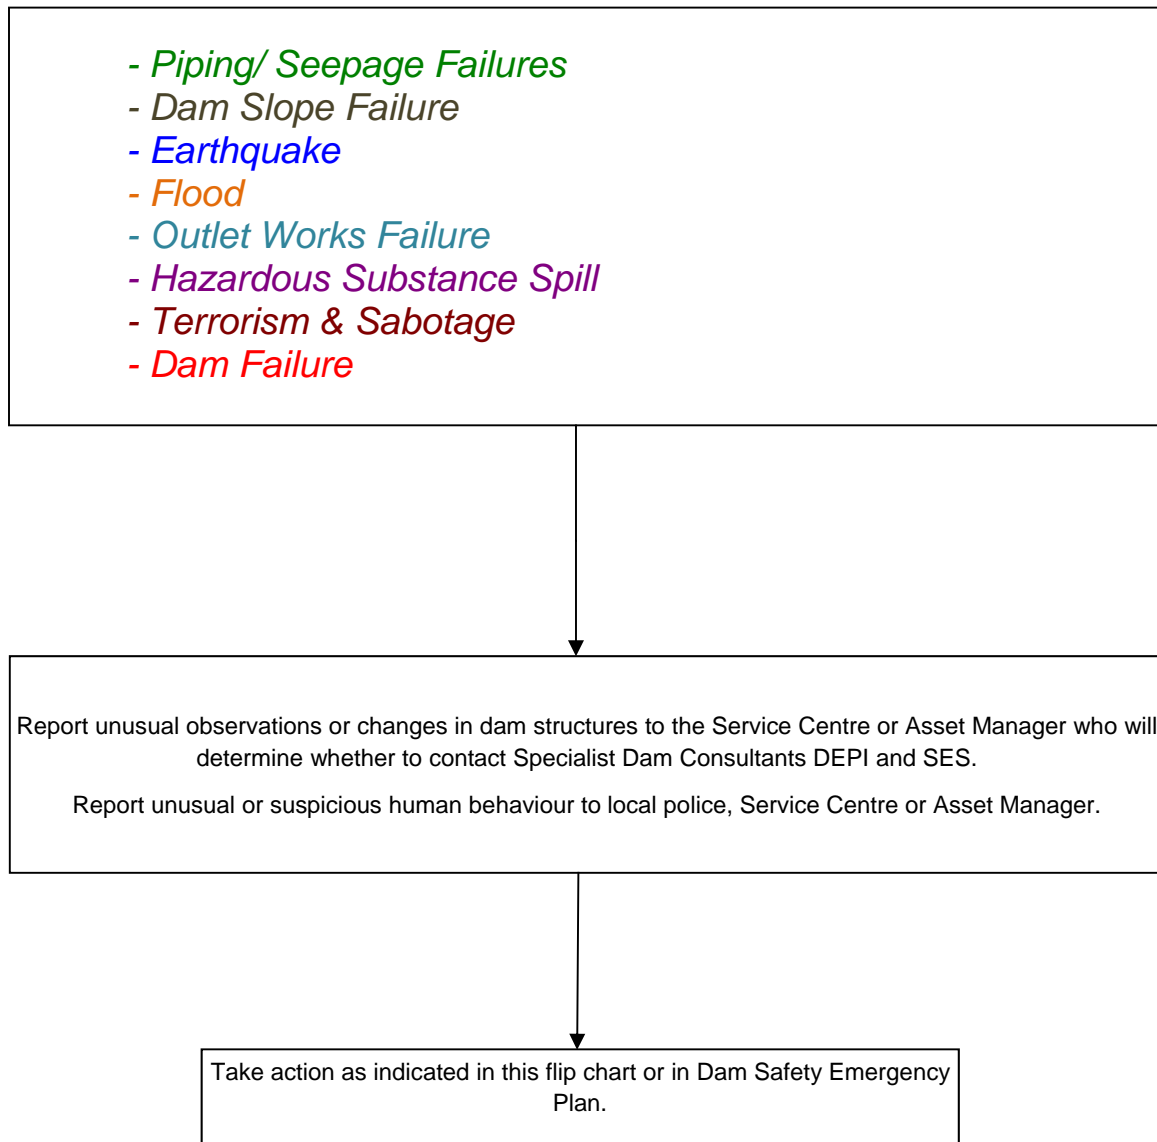 - Piping/ Seepage Failures
- Dam Slope Failure
- Earthquake
- Flood
- Outlet Works Failure
- Hazardous Substance Spill
- Terrorism & Sabotage
- Dam Failure
Report unusual observations or changes in dam structures to the Service Centre or Asset Manager who will
determine whether to contact Specialist Dam Consultants DEPI and SES.
Report unusual or suspicious human behaviour to local police, Service Centre or Asset Manager.
Take action as indicated in this flip chart or in Dam Safety Emergency
Plan.